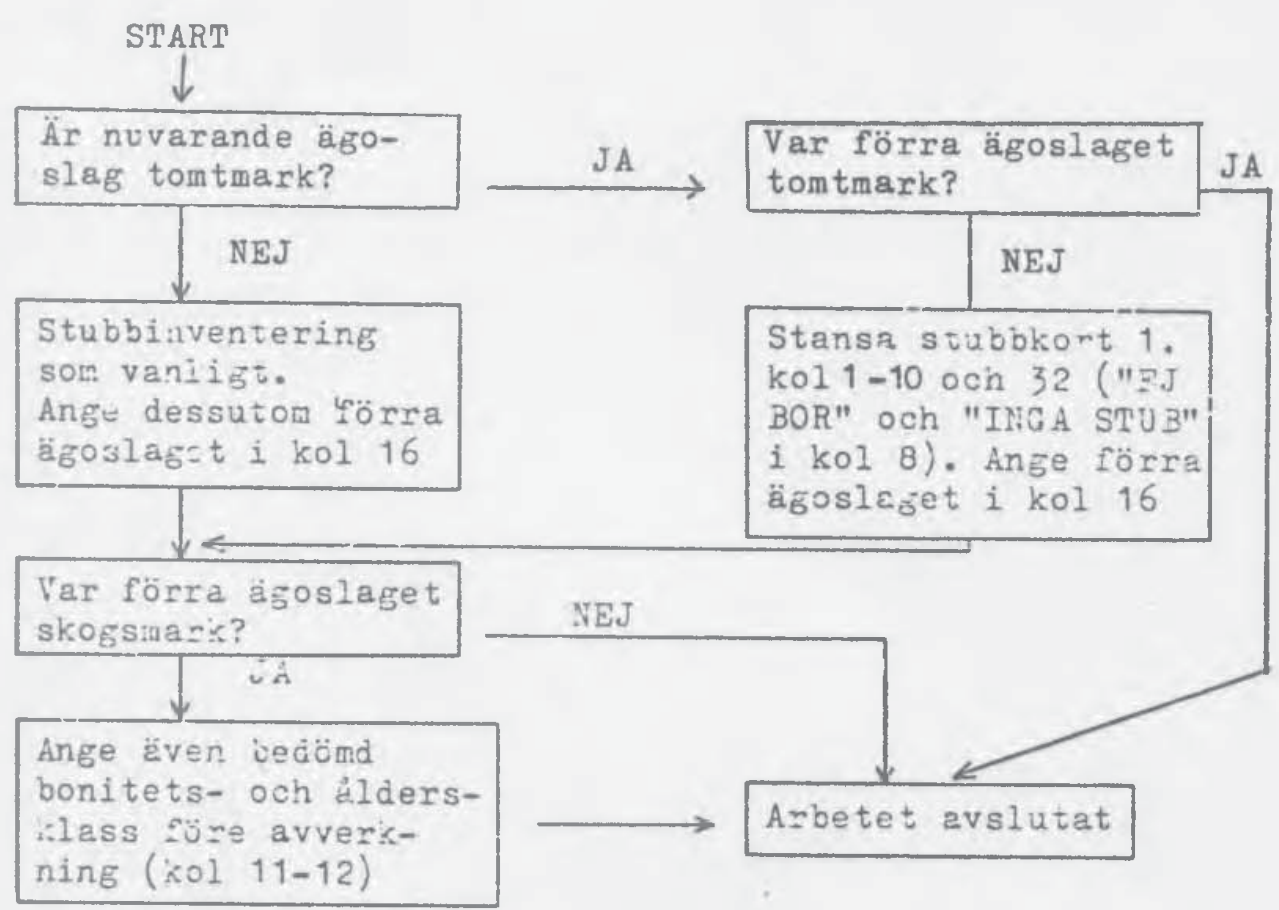 START
Är nuvarande ägo-
slag tomtmark?
JA
Var förra ägoslaget
tomtmark?
JA
NEJ
NEJ
Stubbinventering
som vanligt.
Ange dessutom förra
ägoslaget i kol 16
Stansa stubbkort 1.
kol 1-10 och 32 ("EJ
BOR" och "INGA STUB"
i kol 8). Ange förra
ägoslaget i kol 16
Var förra ägoslaget
skogsmark?
NEJ
JA
Ange även bedömd
bonitets- och ålders-
klass före avverk-
ning (kol 11-12)
Arbetet avslutat